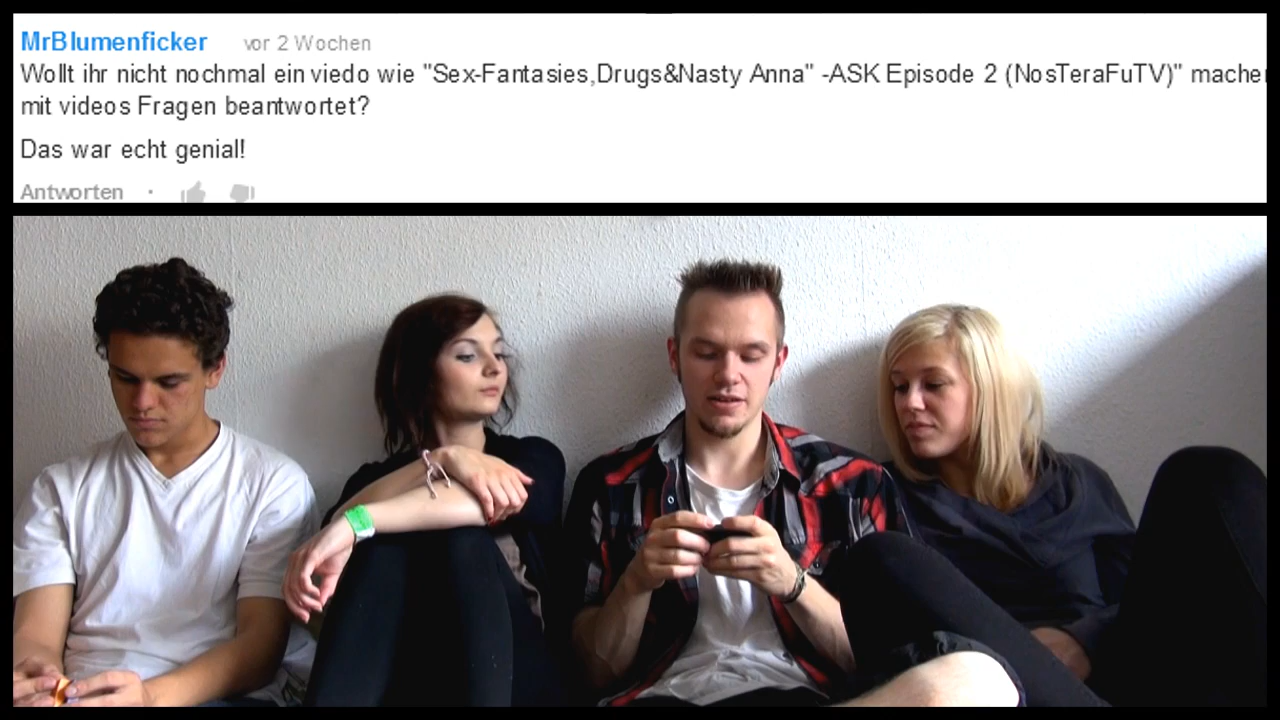 MrBlumenficker vor 2 Wochen
Wollt ihr nicht nochmal ein viedo wie "Sex-Fantasies,Drugs&Nasty Anna" -ASK Episode 2 (NosTeraFuTV)" machen
mit videos Fragen beantwortet?
Das war echt genial!
Antworten ·